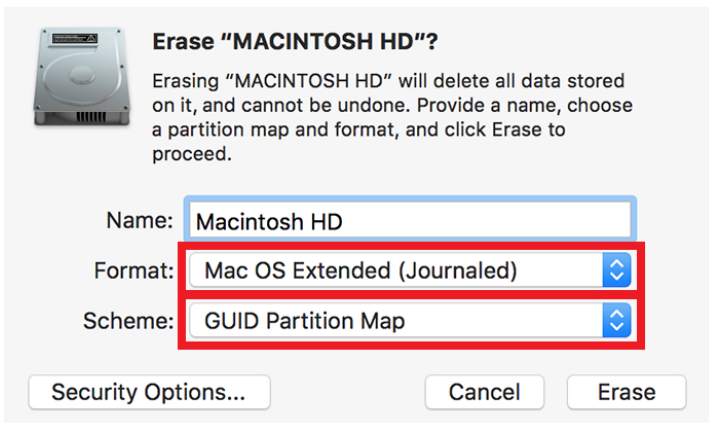 Erase “MACINTOSH HD”?
Erasing “MACINTOSH HD” will delete all data stored
on it, and cannot be undone. Provide a name, choose
a partition map and format, and click Erase to
proceed.
Name: Macintosh HD
Format: Mac OS Extended (Journaled)
Scheme: GUID Partition Map
Security Options... Cancel Erase